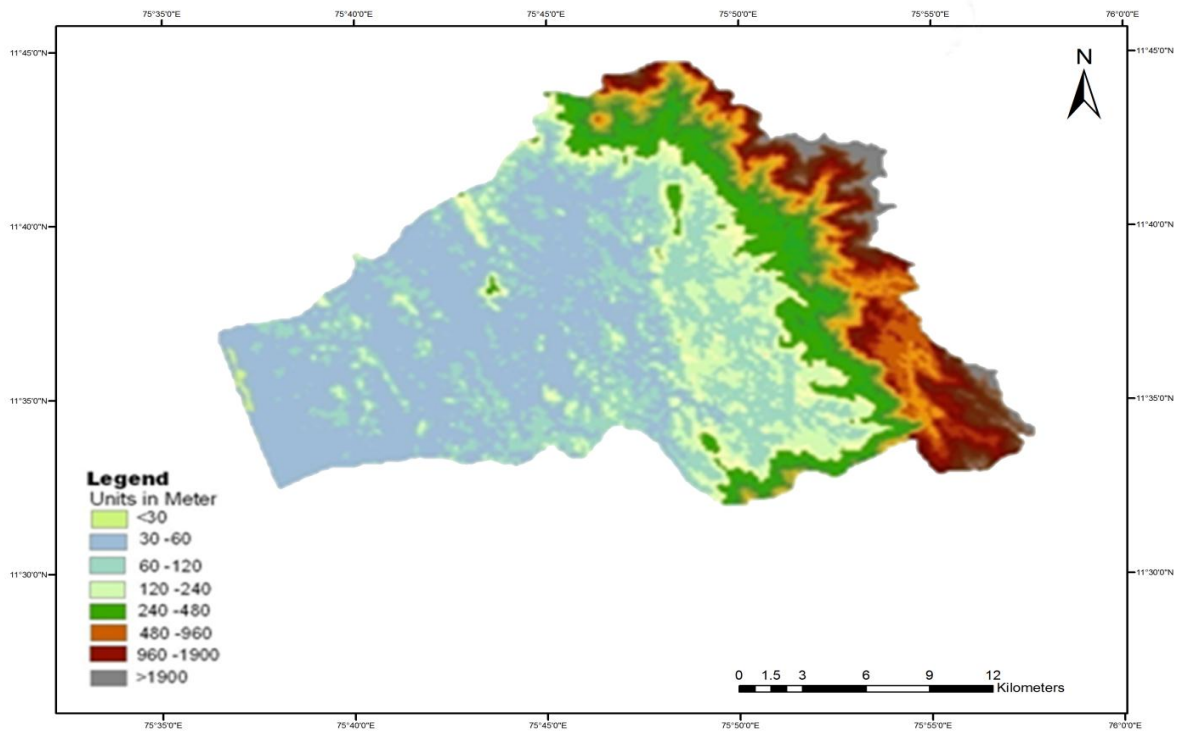 75°35'0"E 75°40'0"E 75°45'0"E 75°50'0"E 75°55'0"E 76°0'0"E
11°45'0"N 11°45'0"N
N
11°40'0"N 11°40'0"N
11°35'0"N 11°35'0"N
Legend
Units in Meter
<30
30 -60
60 -120
120 -240
240 -480
480 -960
960 -1900
>1900
11°30'0"N 11°30'0"N
0 1.5 3 6 9 12
Kilometers
75°35'0"E 75°40'0"E 75°45'0"E 75°50'0"E 75°55'0"E 76°0'0"E